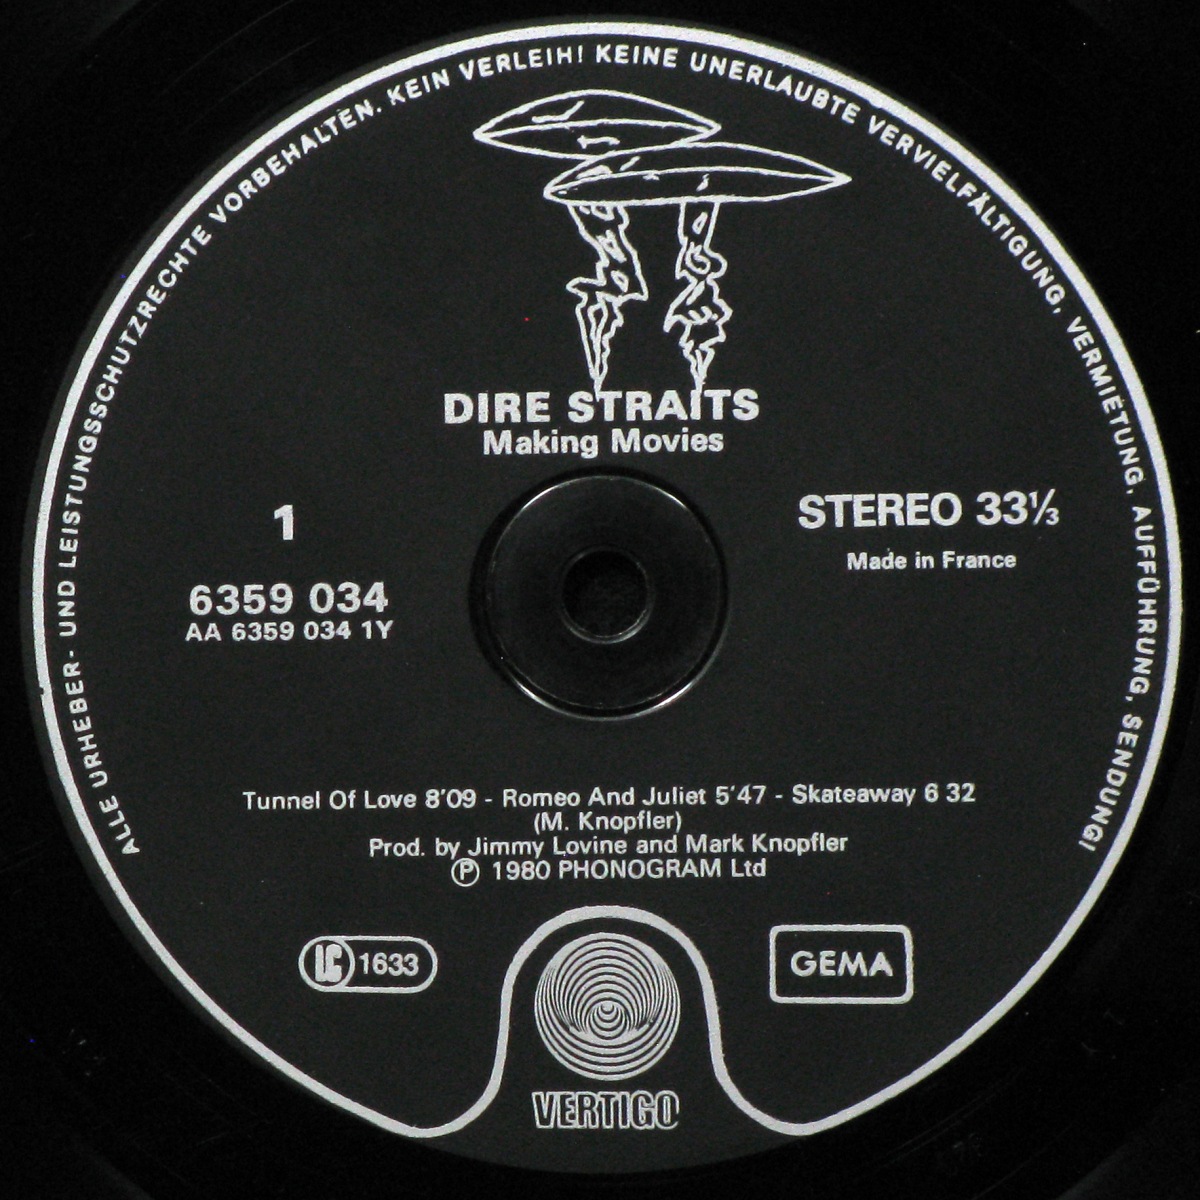 ALLE URHEBER- UND LEISTUNGSSCHUTZRECHTE VORBEHALTEN. KEIN VERLEIH! KEINE UNERLAUBTE VERVIELFÄLTIGUNG, VERMIETUNG, AUFFÜHRUNG, SENDUNG!
DIRE STRAITS
Making Movies
1
STEREO 33⅓
Made in France
6359 034
AA 6359 034 1Y
Tunnel Of Love 8'09 - Romeo And Juliet 5'47 - Skateaway 6 32
(M. Knopfler)
Prod. by Jimmy Lovine and Mark Knopfler
Ⓟ 1980 PHONOGRAM Ltd
LC 1633
GEMA
VERTIGO